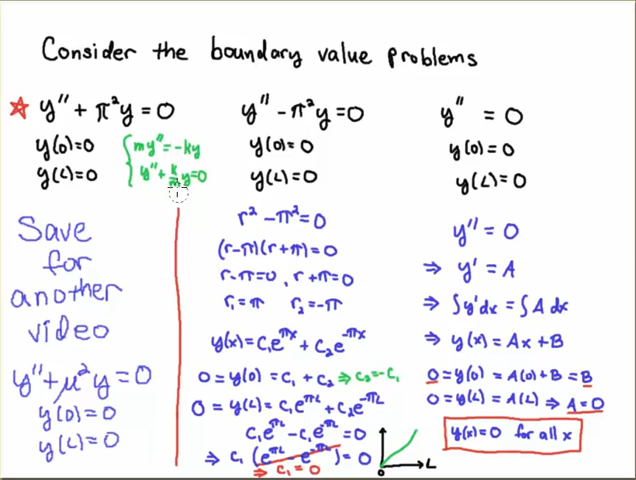 Consider the boundary value problems
y'' + π²y = 0
y(0) = 0
y(L) = 0
my'' = -ky
y'' + k/m y = 0
Save
for
another
video
y'' + μ²y = 0
y(0) = 0
y(L) = 0
y'' - π²y = 0
y(0) = 0
y(L) = 0
r² - π² = 0
(r-π)(r+π) = 0
r-π=0, r+π=0
r₁=π r₂=-π
y(x) = c₁e^πx + c₂e^-πx
0 = y(0) = c₁ + c₂ ⇒ c₂=-c₁
0 = y(L) = c₁e^πL + c₂e^-πL
c₁e^πL - c₁e^-πL = 0
⇒ c₁(e^πL - e^-πL) = 0
⇒ c₁ = 0
0
L
y'' = 0
y(0) = 0
y(L) = 0
y'' = 0
⇒ y' = A
⇒ ∫y'dx = ∫A dx
⇒ y(x) = Ax + B
0 = y(0) = A(0) + B = B
0 = y(L) = A(L) ⇒ A = 0
y(x) = 0 for all x